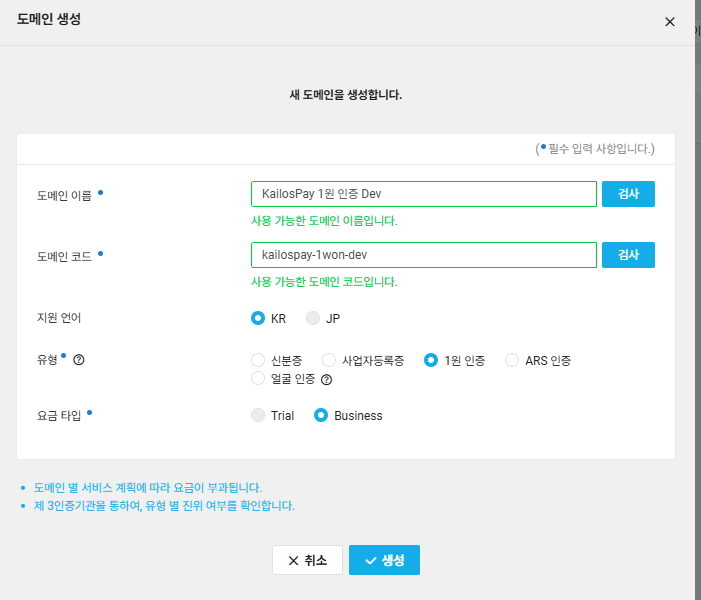 도메인 생성
새 도메인을 생성합니다.
( 필수 입력 사항입니다.)
도메인 이름
KailosPay 1원 인증 Dev
검사
사용 가능한 도메인 이름입니다.
도메인 코드
kailospay-1won-dev
검사
사용 가능한 도메인 코드입니다.
지원 언어
KR JP
유형
신분증 사업자등록증 1원 인증 ARS 인증
얼굴 인증
요금 타입
Trial Business
도메인 별 서비스 계획에 따라 요금이 부과됩니다.
제 3인증기관을 통하여, 유형 별 진위 여부를 확인합니다.
취소 생성